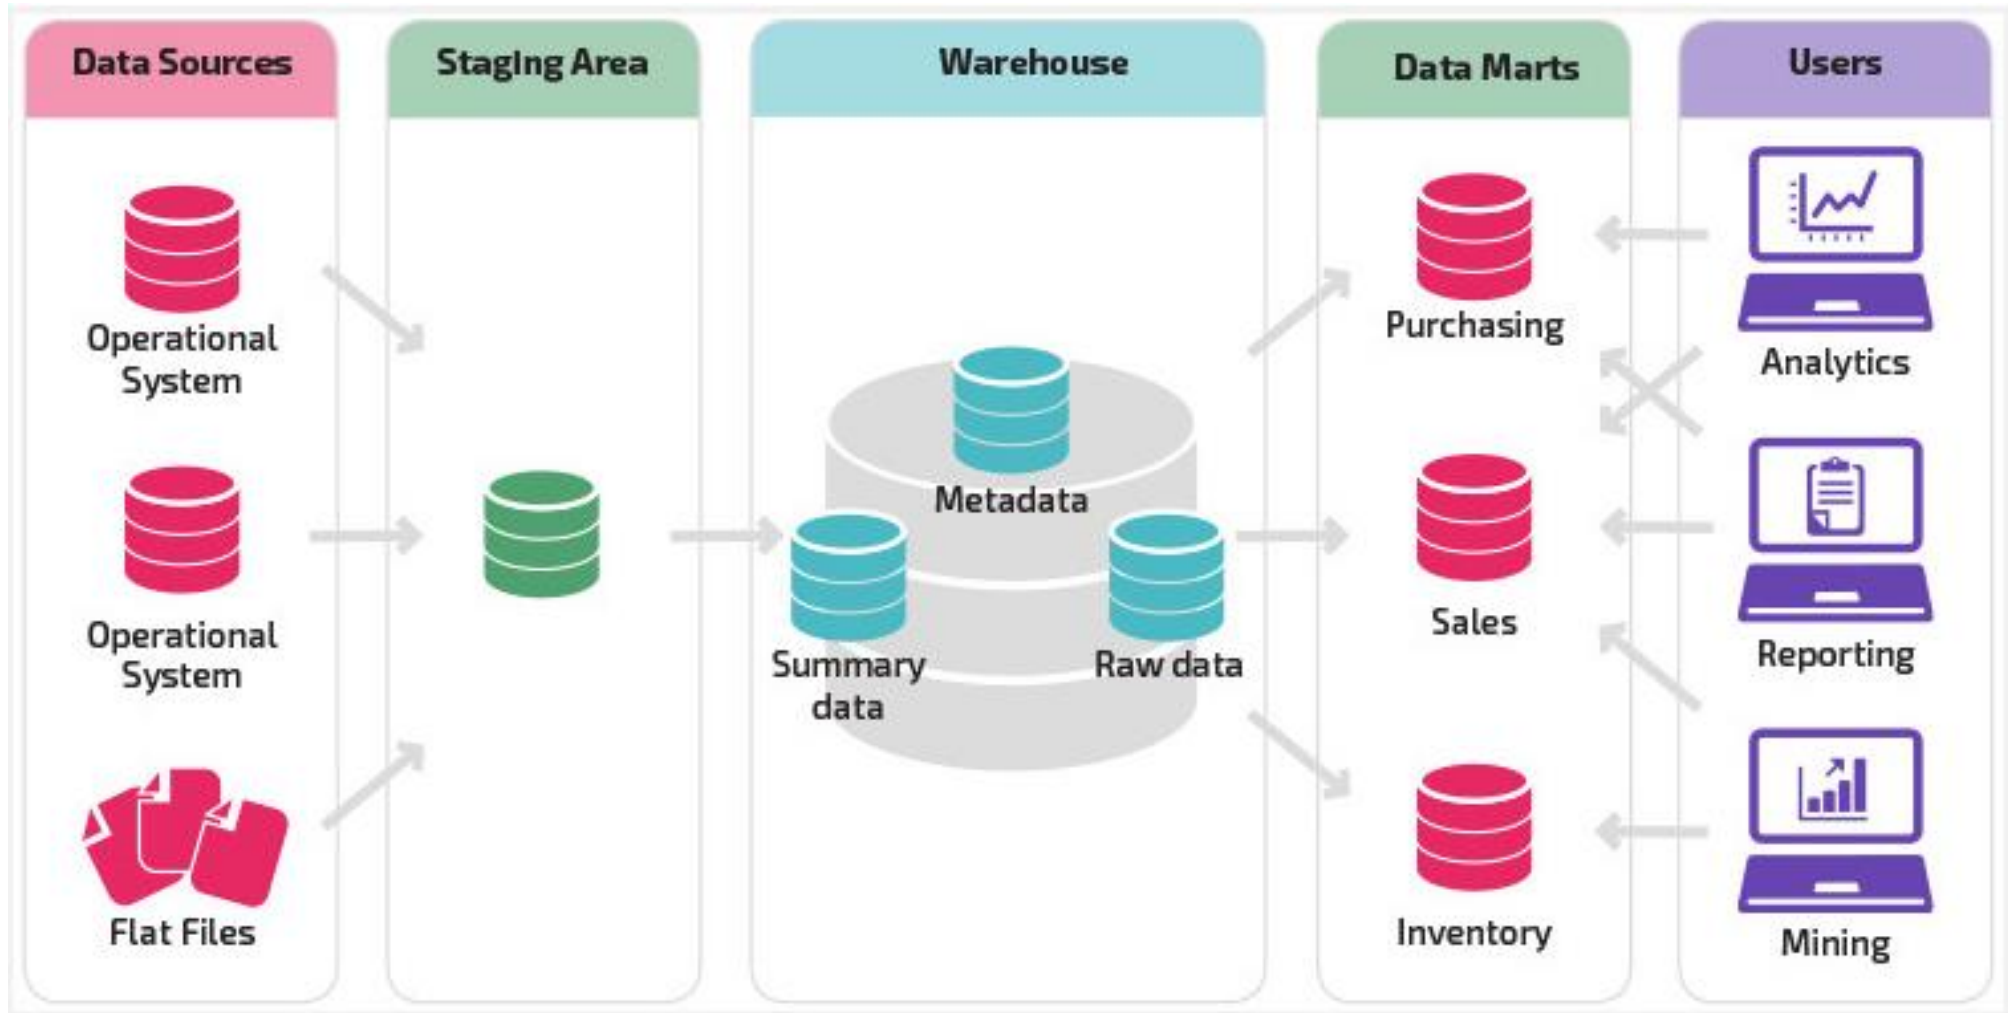 Data Sources
Staging Area
Warehouse
Data Marts
Users
Operational
System
Operational
System
Flat Files
Metadata
Summary
data
Raw data
Purchasing
Sales
Inventory
Analytics
Reporting
Mining